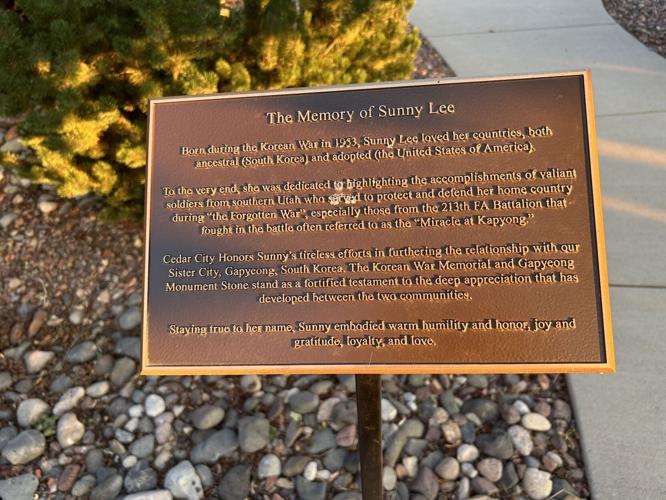 The Memory of Sunny Lee
Born during the Korean War in 1953, Sunny Lee loved her countries, both
ancestral (South Korea) and adopted (the United States of America).
To the very end, she was dedicated to highlighting the accomplishments of valiant
soldiers from southern Utah who served to protect and defend her home country
during "the Forgotten War", especially those from the 213th FA Battalion that
fought in the battle often referred to as the "Miracle at Kapyong."
Cedar City Honors Sunny's tireless efforts in furthering the relationship with our
Sister City, Gapyeong, South Korea. The Korean War Memorial and Gapyeong
Monument Stone stand as a fortified testament to the deep appreciation that has
developed between the two communities.
Staying true to her name, Sunny embodied warm humility and honor, joy and
gratitude, loyalty, and love.